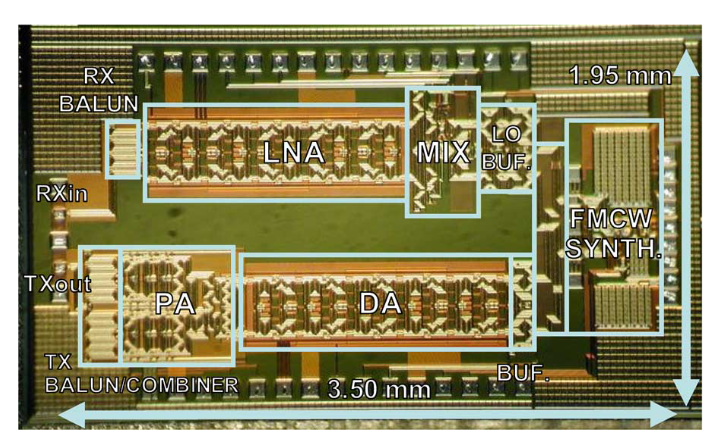 RX
BALUN
1.95 mm
LNA
MIX
LO
BUF.
RXin
FMCW
SYNTH.
TXout
PA
DA
TX
BALUN/COMBINER
BUF.
3.50 mm